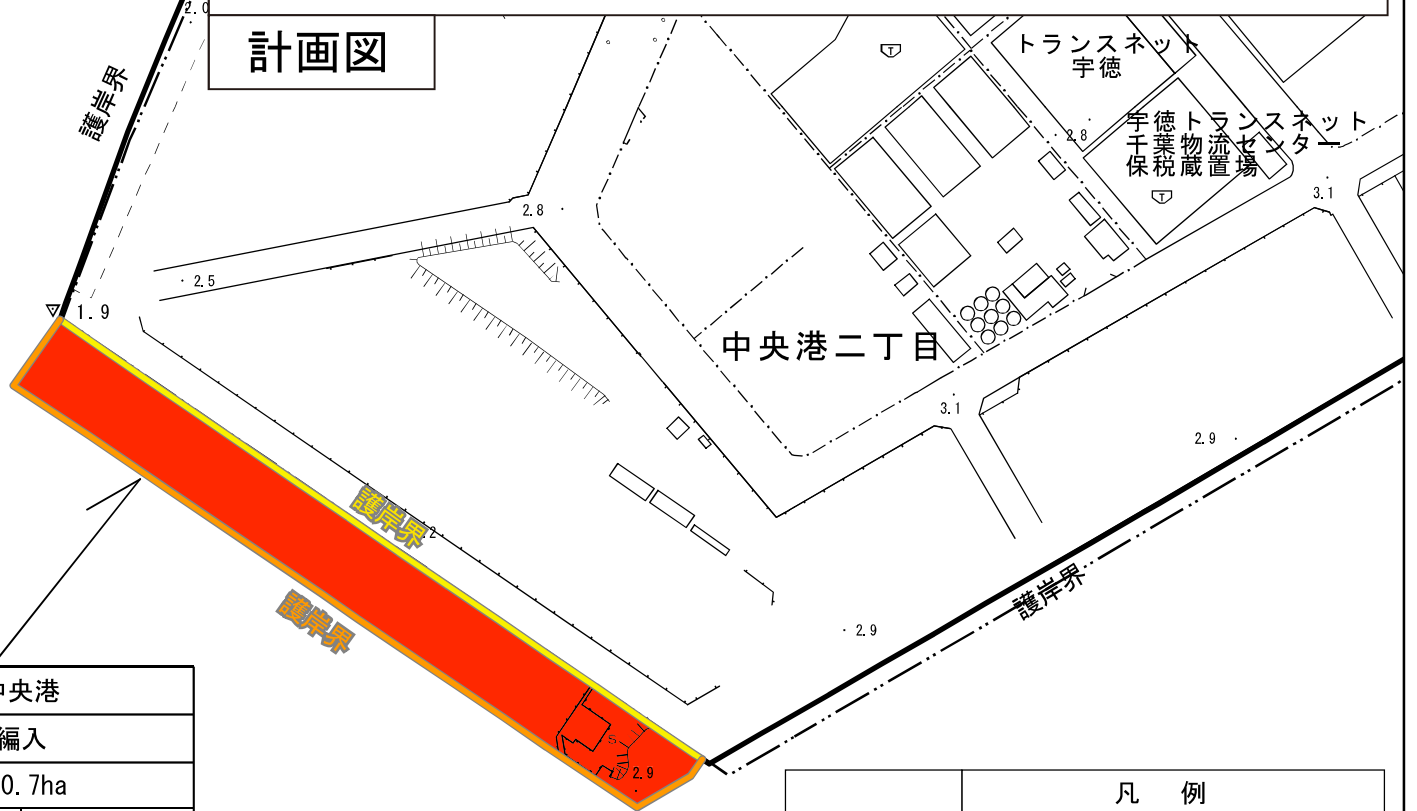 2.0
計画図
護岸界
トランスネット
宇徳
2.8
宇徳トランスネット
千葉物流センター
保税蔵置場
T
T
3.1
2.8
2.5
1.9
中央港二丁目
3.1
2.9
護岸界
護岸界
護岸界
2.9
2.9
中央港
編入
0.7ha
凡 例